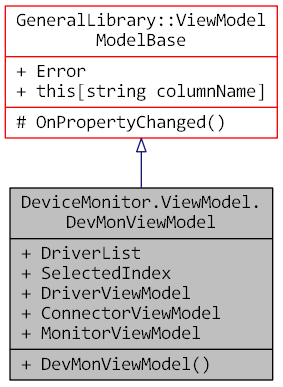 GeneralLibrary::ViewModel
ModelBase
+ Error
+ this[string columnName]
# OnPropertyChanged()
DeviceMonitor.ViewModel.
DevMonViewModel
+ DriverList
+ SelectedIndex
+ DriverViewModel
+ ConnectorViewModel
+ MonitorViewModel
+ DevMonViewModel()